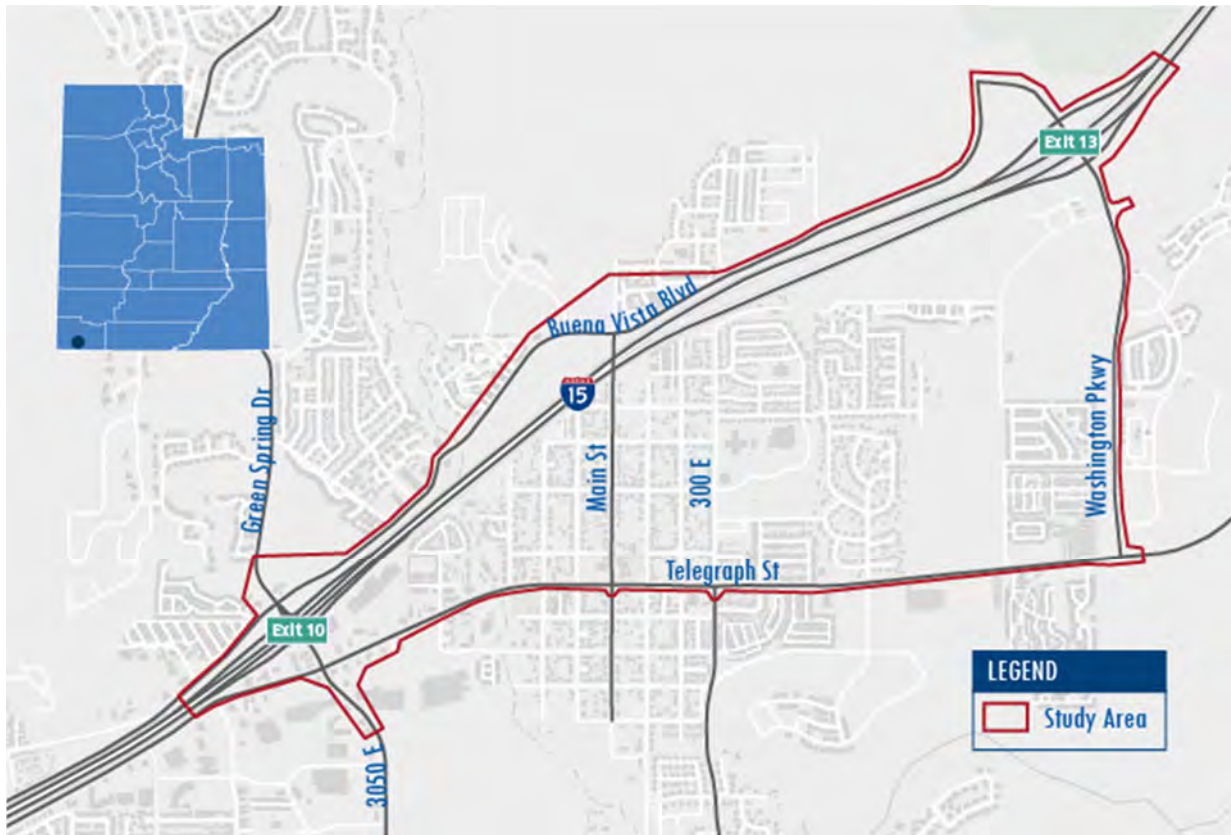 Exit 13
Buena Vista Blvd
15
Green Spring Dr
Main St
300 E
Washington Pkwy
Telegraph St
Exit 10
3050 E
LEGEND
Study Area